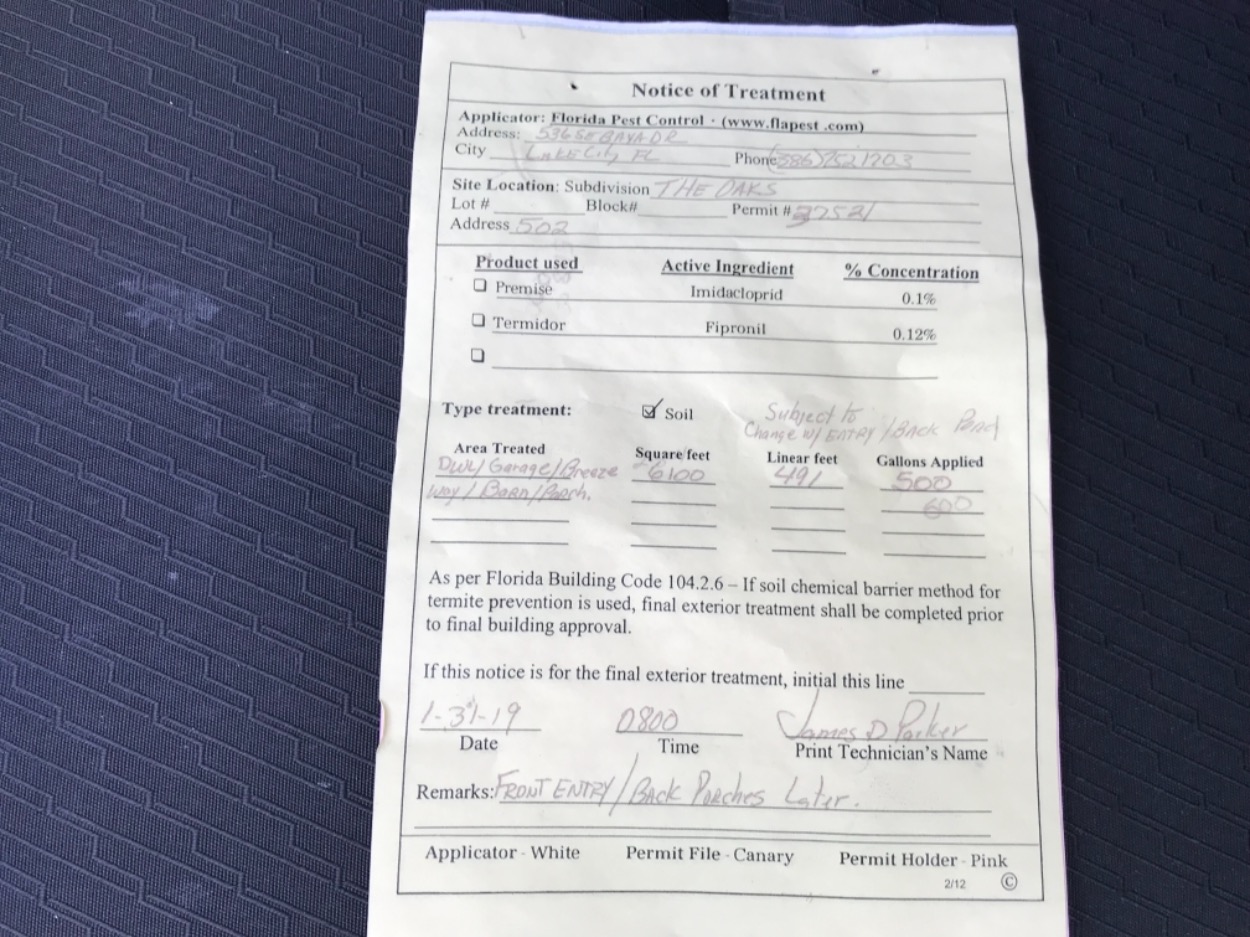 Notice of Treatment
Applicator: Florida Pest Control · (www.flapest .com)
Address: 536 SE BAYA DR
City Lake City FL Phone (386) 752 1703
Site Location: Subdivision THE OAKS
Lot # Block# Permit # 37521
Address 502
Product used Active Ingredient % Concentration
❏ Premise Imidacloprid 0.1%
❏ Termidor Fipronil 0.12%
❏
Type treatment: ☑ Soil Subject to
Change w/ ENTRY / Back
Area Treated Square feet Linear feet Gallons Applied
Dwl/ Garage/Breeze 6100 491 500
way / Barn/Porch. 600
As per Florida Building Code 104.2.6 – If soil chemical barrier method for
termite prevention is used, final exterior treatment shall be completed prior
to final building approval.
If this notice is for the final exterior treatment, initial this line
1-31-19 0800 James D Parker
Date Time Print Technician's Name
Remarks: FRONT ENTRY / Back Porches Later.
Applicator - White Permit File - Canary Permit Holder - Pink
2/12 ©